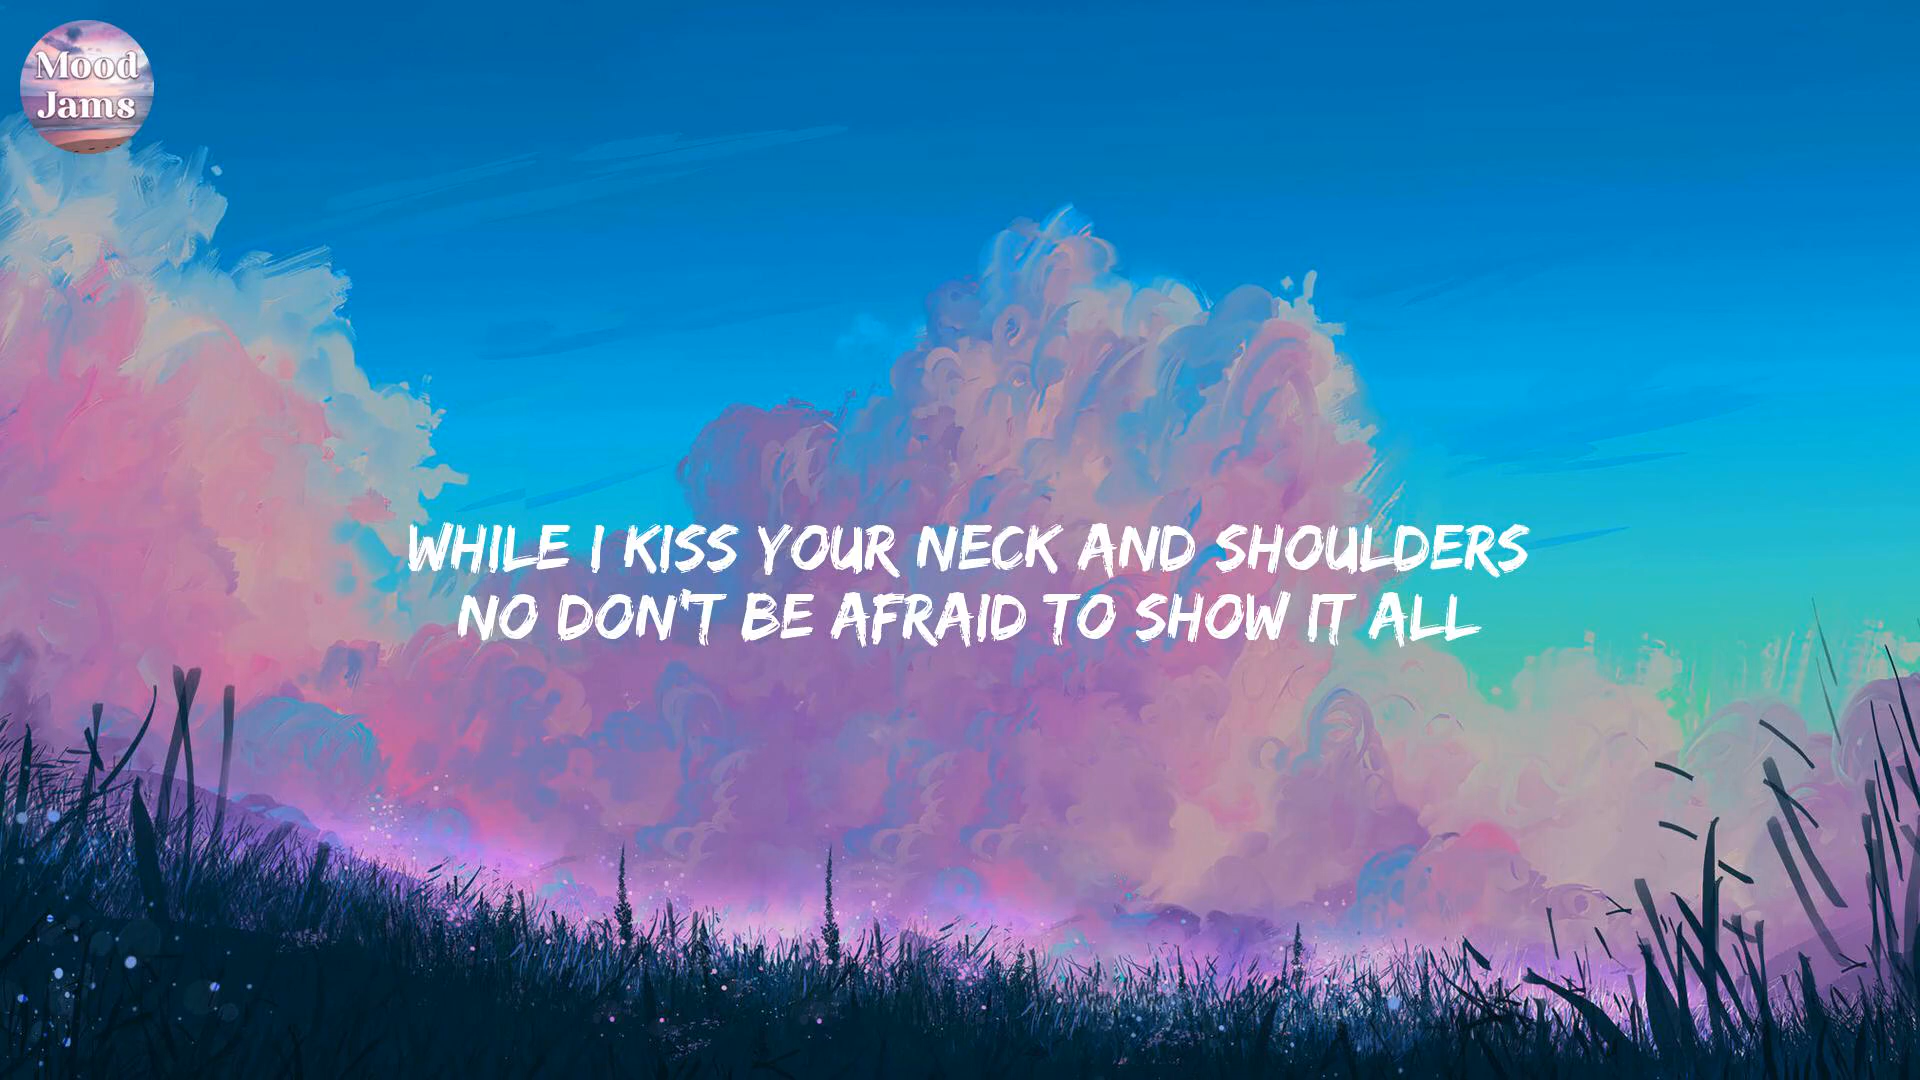 Mood
Jams
WHILE I KISS YOUR NECK AND SHOULDERS
NO DON'T BE AFRAID TO SHOW IT ALL